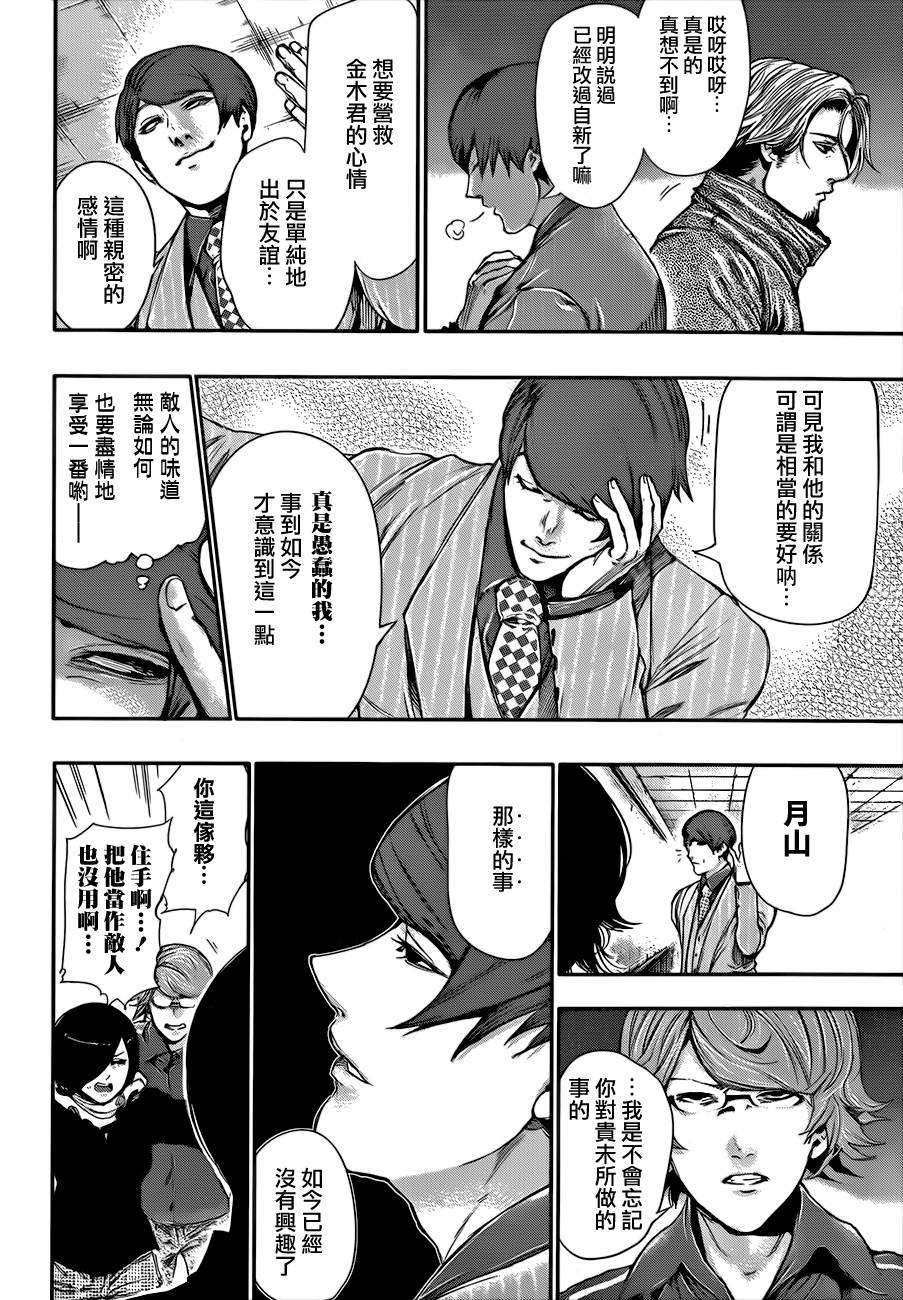 哎呀哎呀…
真是的
真想不到啊…
明明說過
已經改過自新了嘛
想要營救
金木君的心情
只是單純地
出於友誼…
這種親密的
感情啊
可見我和他的關係
可謂是相當的要好吶…
真是愚蠢的我…
事到如今
才意識到這一點
敵人的味道
無論如何
也要盡情地
享受一番喲——
月山
…我是不會忘記
你對貴未所做的
事的
那樣的事
如今已經
沒有興趣了
你這傢夥…
住手啊…！
把他當作敵人
也沒用啊…